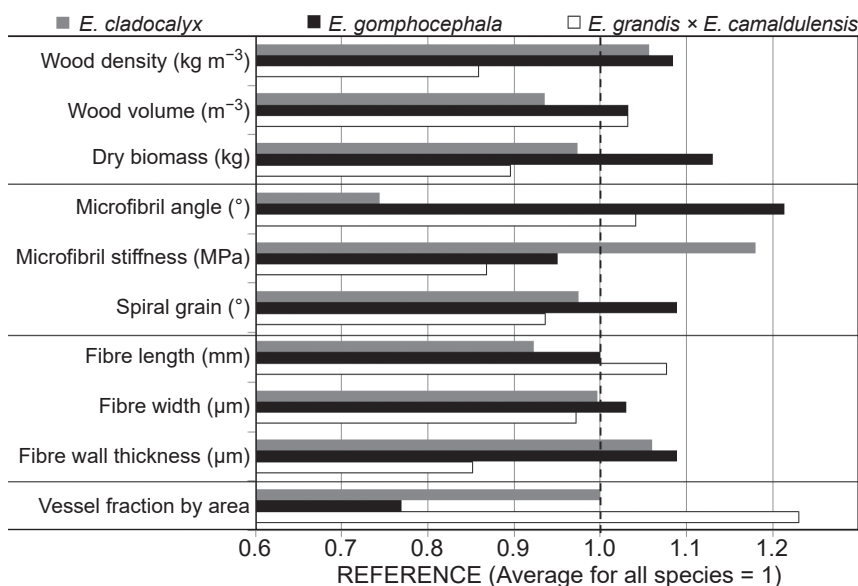 E. cladocalyx E. gomphocephala E. grandis × E. camaldulensis
Wood density (kg m⁻³)
Wood volume (m⁻³)
Dry biomass (kg)
Microfibril angle (°)
Microfibril stiffness (MPa)
Spiral grain (°)
Fibre length (mm)
Fibre width (µm)
Fibre wall thickness (µm)
Vessel fraction by area
0.6 0.7 0.8 0.9 1.0 1.1 1.2
REFERENCE (Average for all species = 1)